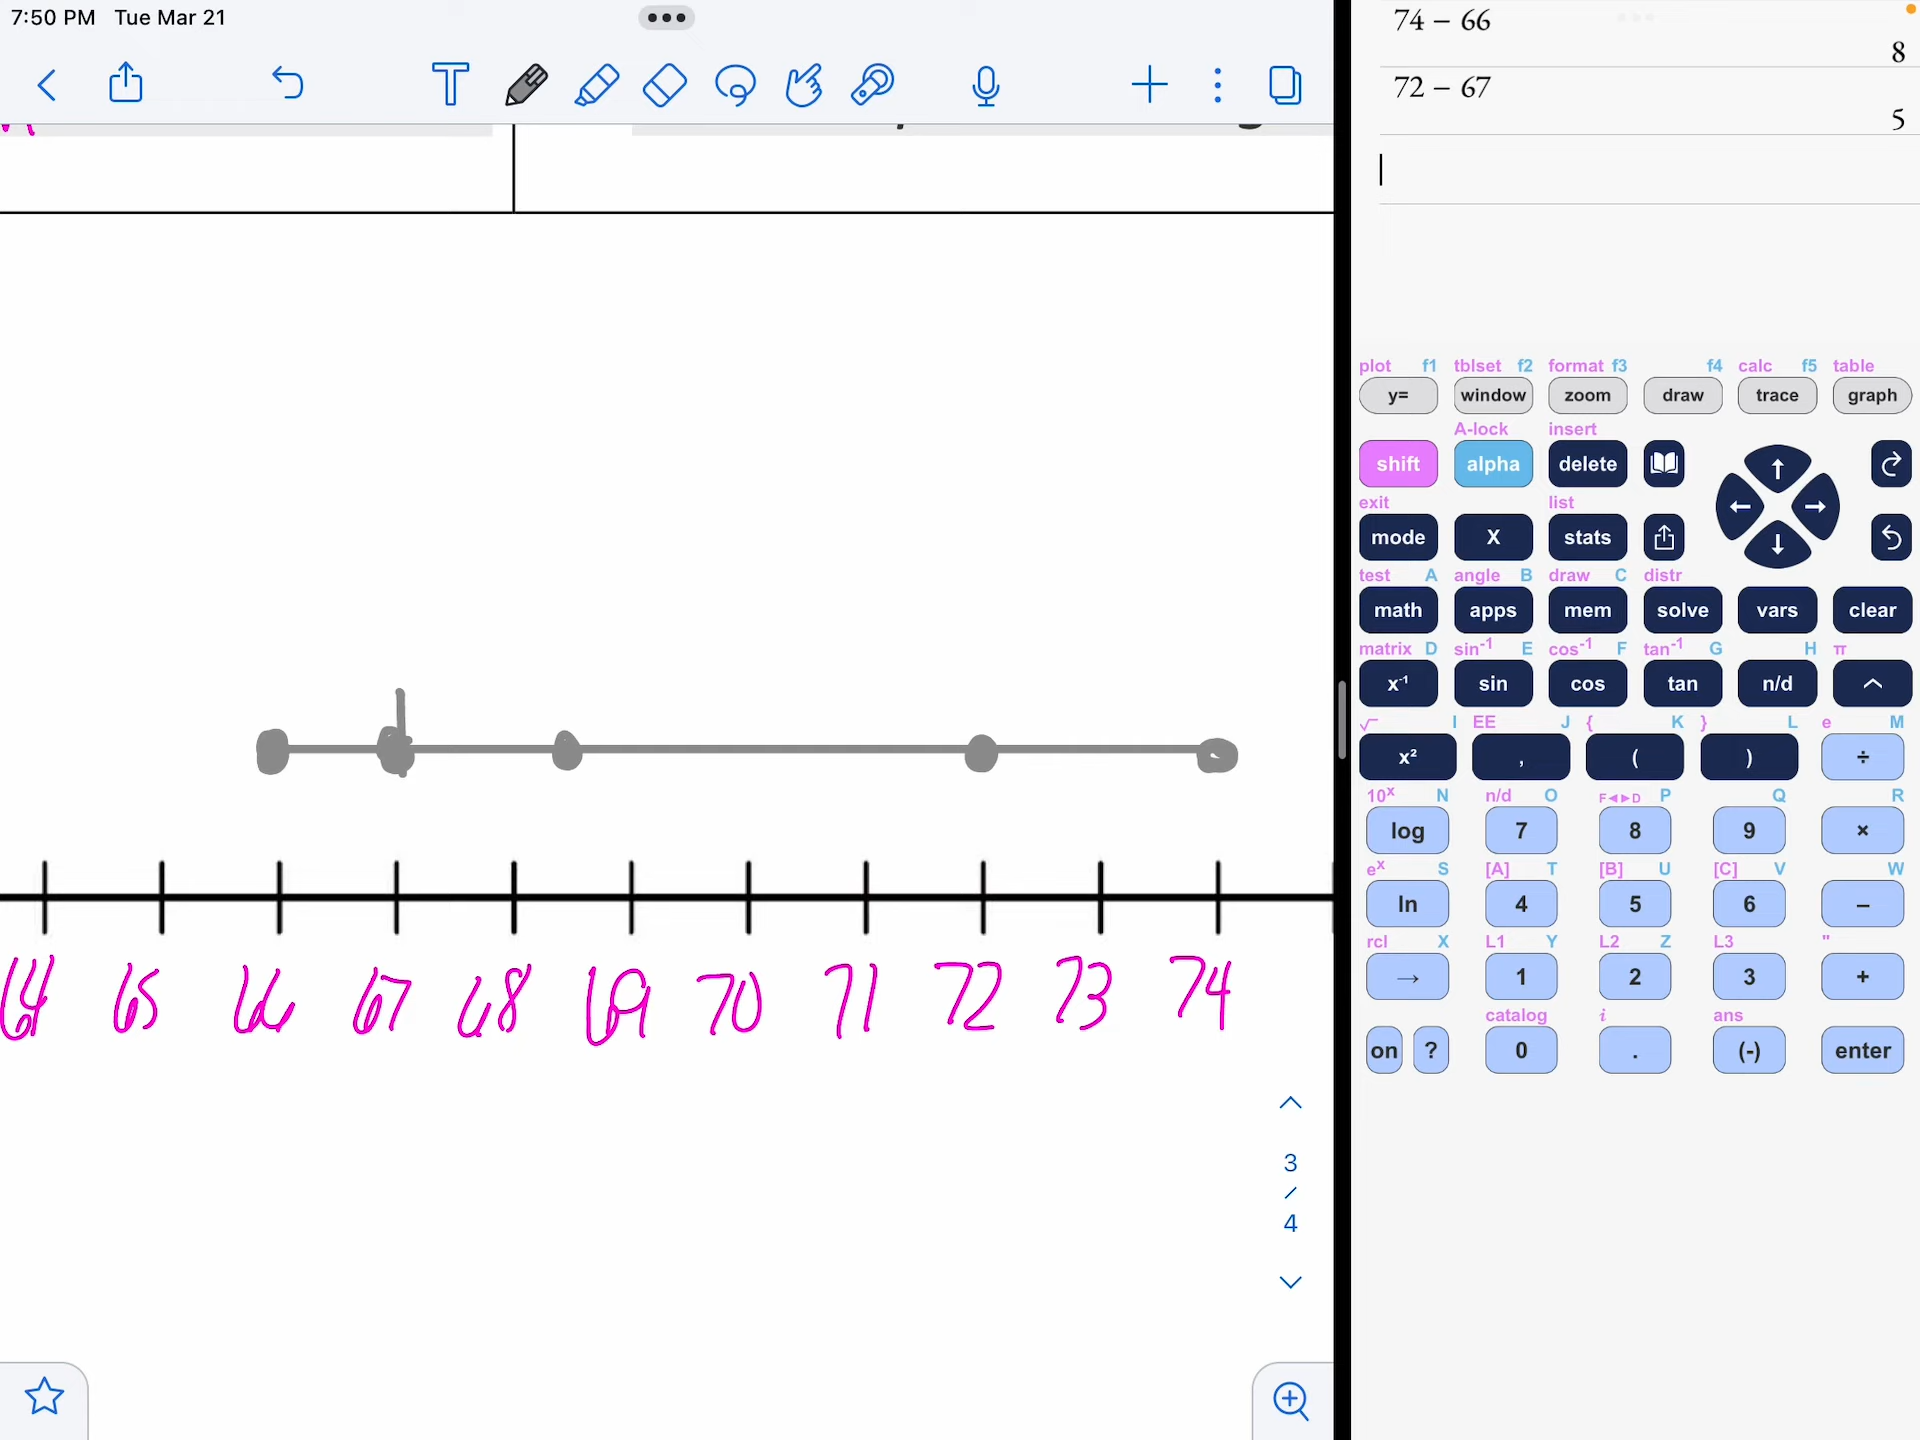 7:50 PM Tue Mar 21
T
64 65 66 67 68 69 70 71 72 73 74
3
/
4
74 − 66
8
72 − 67
5
plot f1 tblset f2 format f3 f4 calc f5 table
y= window zoom draw trace graph
A-lock insert
shift alpha delete
exit list
mode X stats
test A angle B draw C distr
math apps mem solve vars clear
matrix D sin⁻¹ E cos⁻¹ F tan⁻¹ G H π
x⁻¹ sin cos tan n/d ^
√ I EE J { K } L e M
x² , ( ) ÷
10ˣ N n/d O F◄►D P Q R
log 7 8 9 ×
eˣ S [A] T [B] U [C] V W
ln 4 5 6 −
rcl X L1 Y L2 Z L3 "
→ 1 2 3 +
catalog i ans
on ? 0 . (-) enter